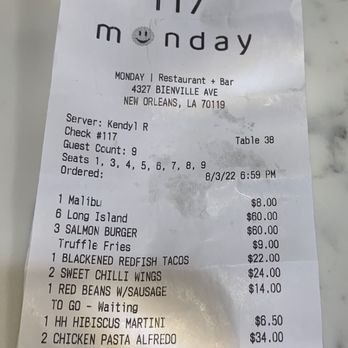 117
monday
MONDAY | Restaurant + Bar
4327 BIENVILLE AVE
NEW ORLEANS, LA 70119
Server: Kendyl R
Check #117 Table 38
Guest Count: 9
Seats 1, 3, 4, 5, 6, 7, 8, 9
Ordered: 8/3/22 6:59 PM
1 Malibu $8.00
6 Long Island $60.00
3 SALMON BURGER $60.00
Truffle Fries $9.00
1 BLACKENED REDFISH TACOS $22.00
2 SWEET CHILLI WINGS $24.00
1 RED BEANS W/SAUSAGE $14.00
TO GO - Waiting
1 HH HIBISCUS MARTINI $6.50
2 CHICKEN PASTA ALFREDO $34.00